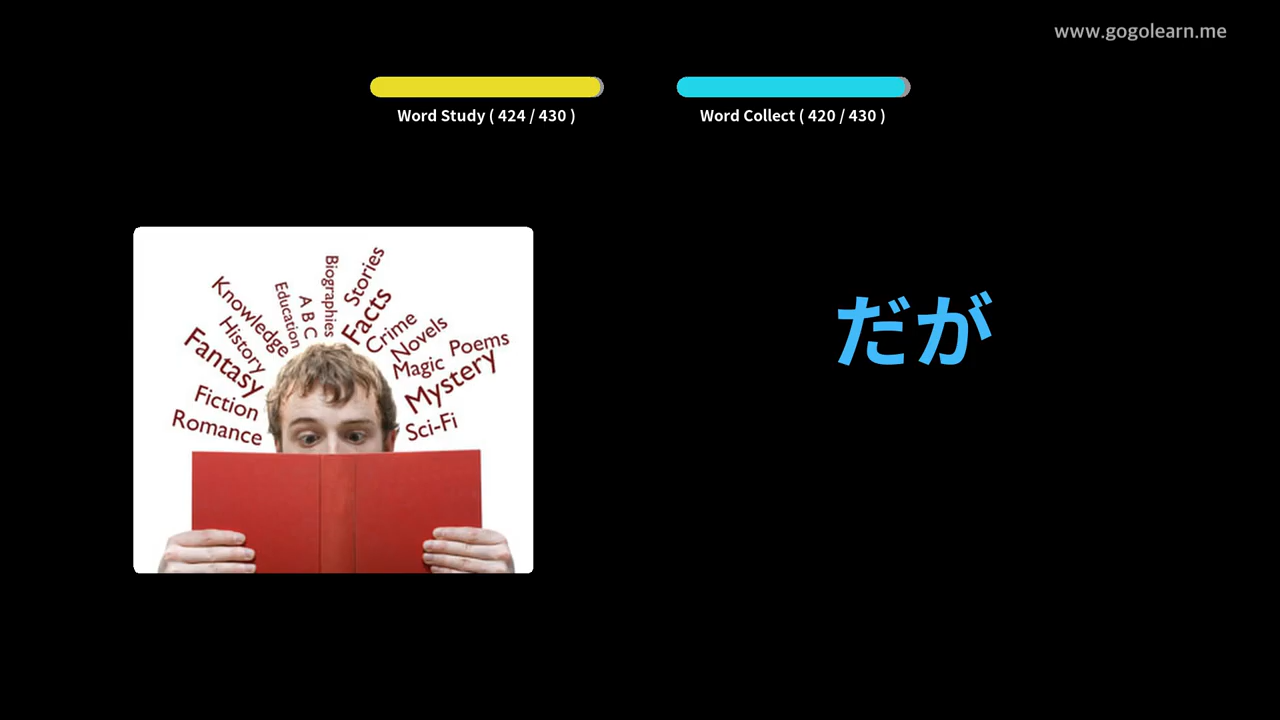 www.gogolearn.me
Word Study ( 424 / 430 )
Word Collect ( 420 / 430 )
Romance
Fiction
Fantasy
History
Knowledge
Education
A B C
Biographies
Stories
Facts
Crime
Novels
Magic
Poems
Mystery
Sci-Fi
だが